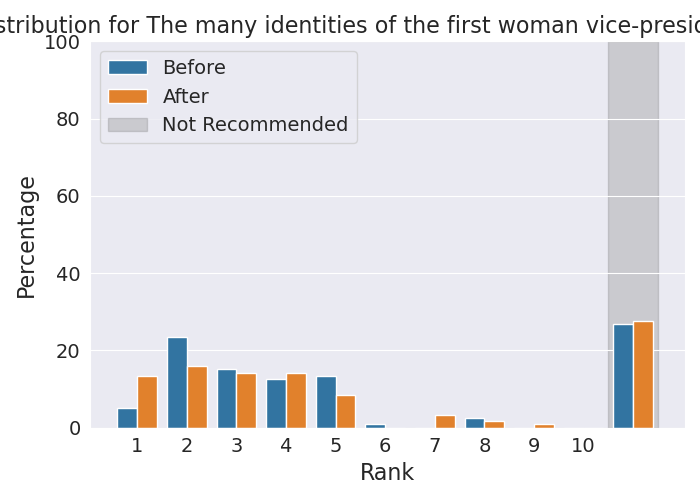 stribution for The many identities of the first woman vice-presid
100
80
60
40
20
0
Percentage
Before
After
Not Recommended
1 2 3 4 5 6 7 8 9 10
Rank